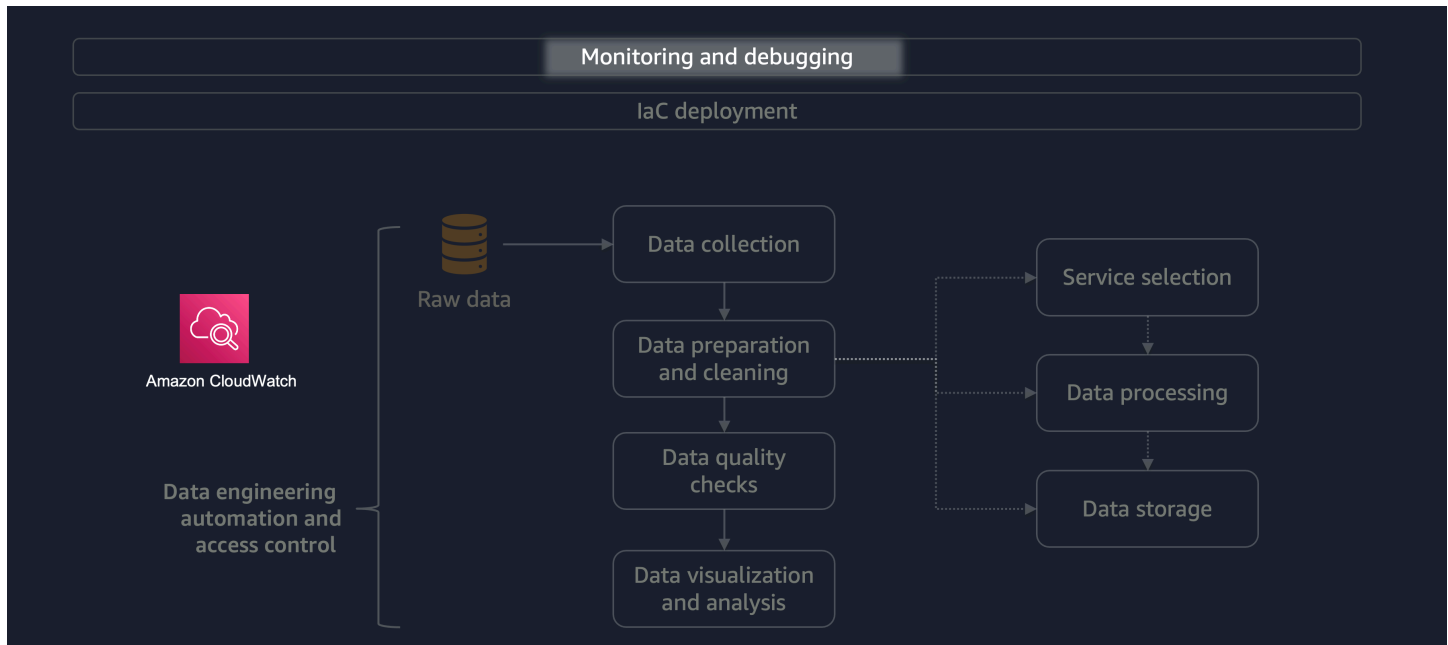 Monitoring and debugging
IaC deployment
Raw data
Data collection
Data preparation
and cleaning
Data quality
checks
Data visualization
and analysis
Service selection
Data processing
Data storage
Amazon CloudWatch
Data engineering
automation and
access control